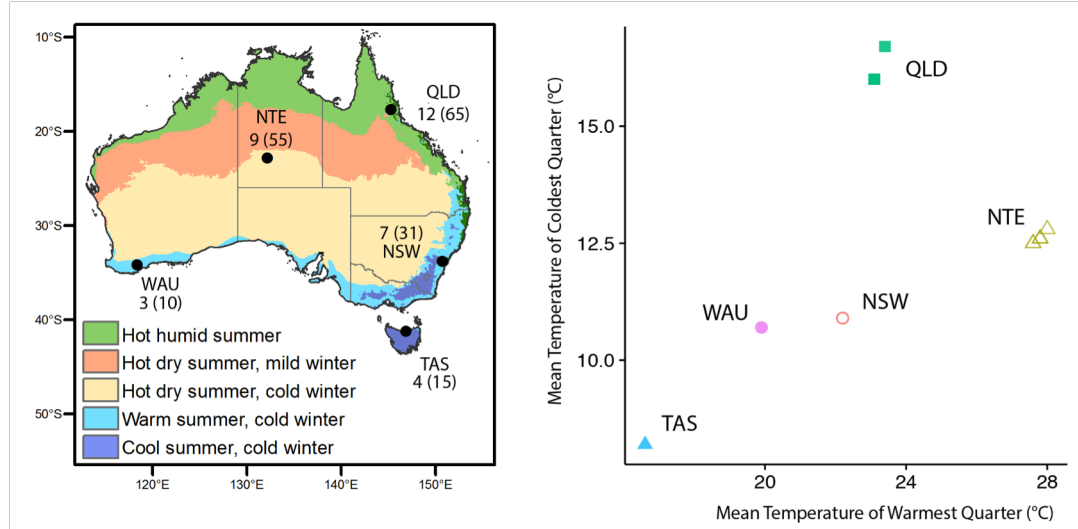 10°S
20°S
30°S
40°S
50°S
120°E
130°E
140°E
150°E
QLD
12 (65)
NTE
9 (55)
7 (31)
NSW
WAU
3 (10)
TAS
4 (15)
Hot humid summer
Hot dry summer, mild winter
Hot dry summer, cold winter
Warm summer, cold winter
Cool summer, cold winter
Mean Temperature of Coldest Quarter (°C)
15.0
12.5
10.0
QLD
NTE
NSW
WAU
TAS
20
24
28
Mean Temperature of Warmest Quarter (°C)